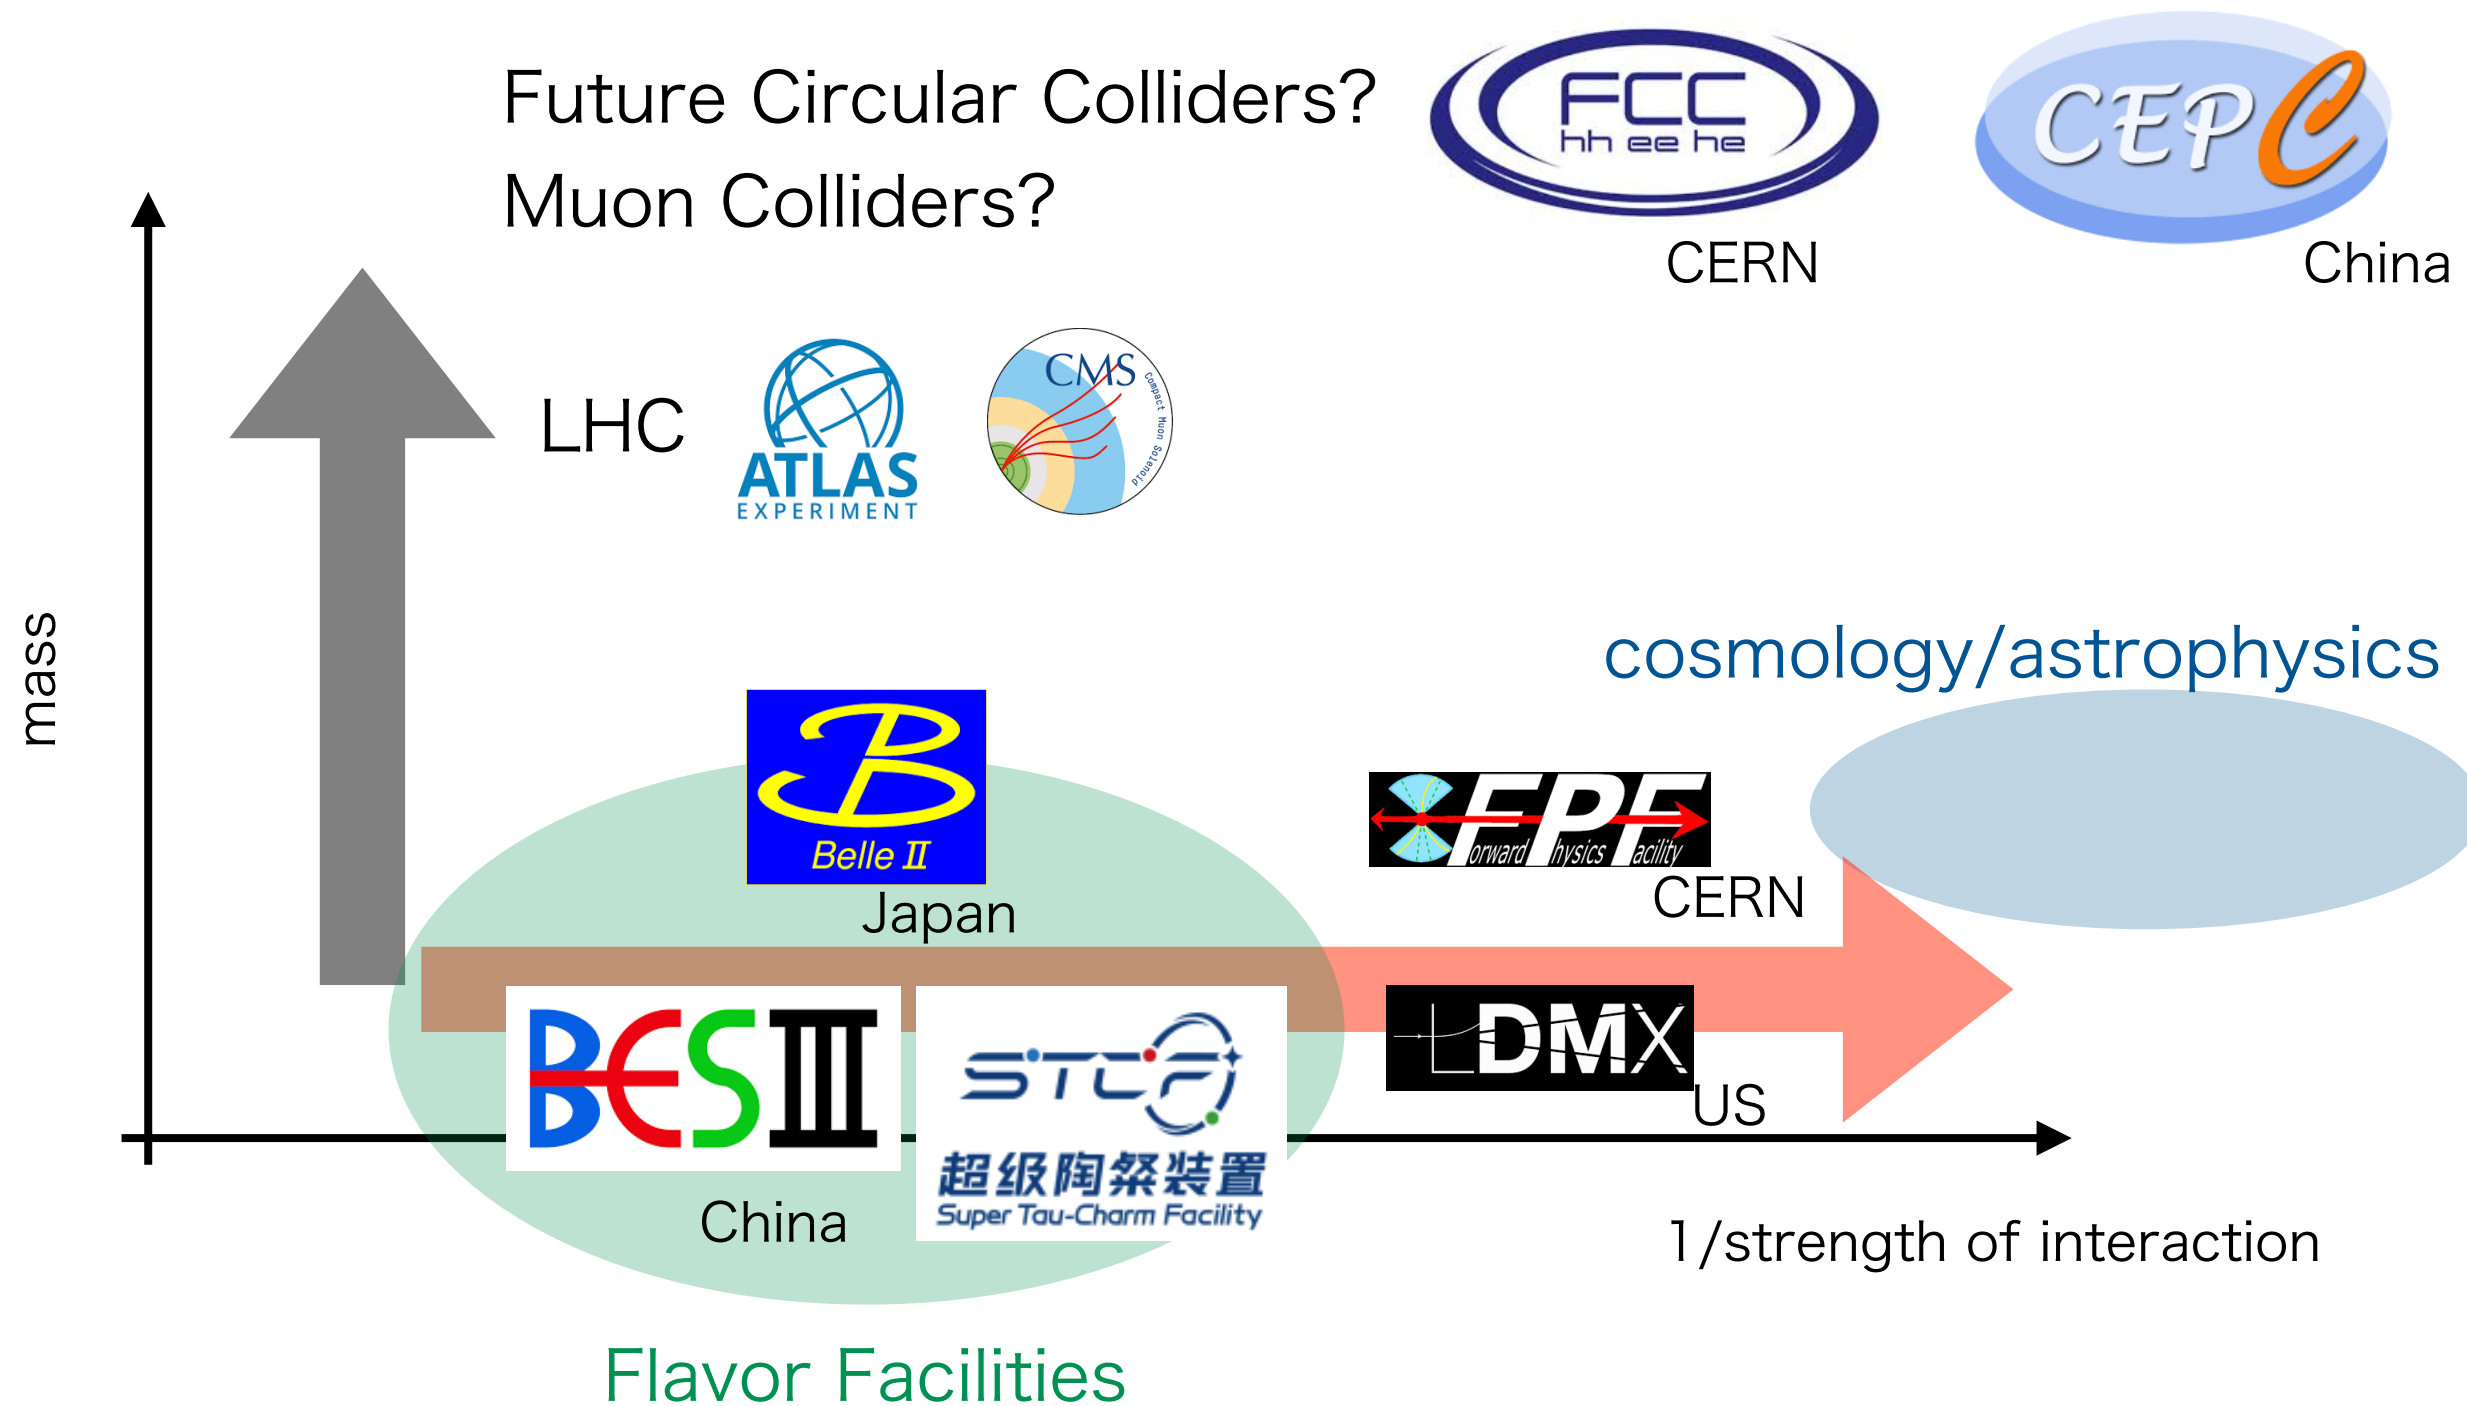 Future Circular Colliders?
Muon Colliders?
FCC
hh ee he
CERN
CEPC
China
LHC
ATLAS
EXPERIMENT
CMS
Compact Muon Solenoid
mass
cosmology/astrophysics
B
Belle II
Japan
FPF
Forward Physics Facility
CERN
BESIII
China
STCF
超级陶粲装置
Super Tau-Charm Facility
LDMX
US
1/strength of interaction
Flavor Facilities